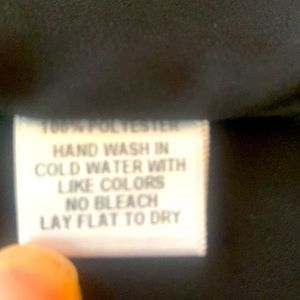 100% POLYESTER
HAND WASH IN
COLD WATER WITH
LIKE COLORS
NO BLEACH
LAY FLAT TO DRY